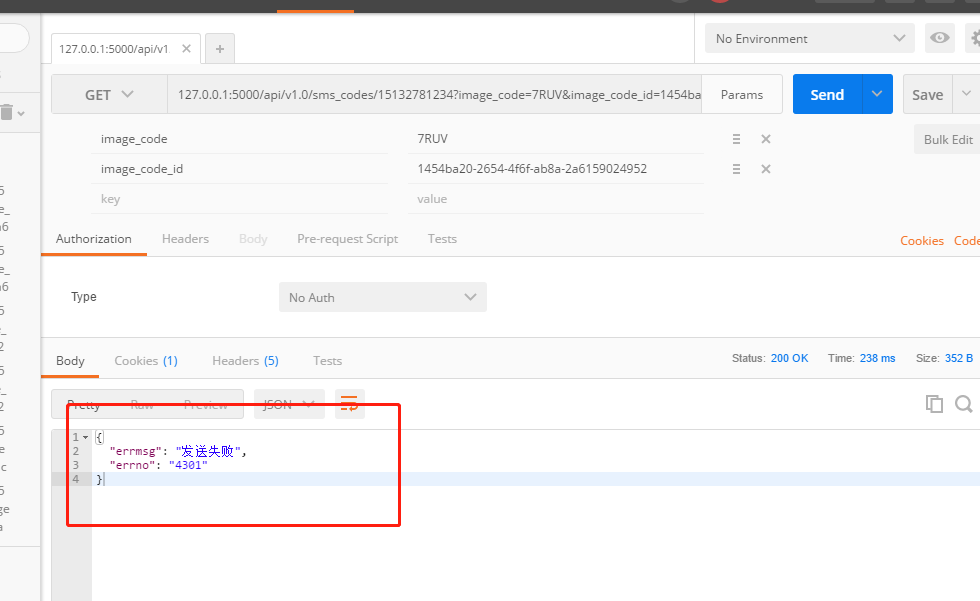 127.0.0.1:5000/api/v1
No Environment
GET
127.0.0.1:5000/api/v1.0/sms_codes/15132781234?image_code=7RUV&image_code_id=1454ba
Params
Send
Save
image_code 7RUV
Bulk Edit
image_code_id 1454ba20-2654-4f6f-ab8a-2a6159024952
key value
Authorization Headers Body Pre-request Script Tests
Cookies Code
Type No Auth
Body Cookies (1) Headers (5) Tests
Status: 200 OK Time: 238 ms Size: 352 B
Pretty Raw Preview JSON
1 {
2 "errmsg": "发送失败",
3 "errno": "4301"
4 }